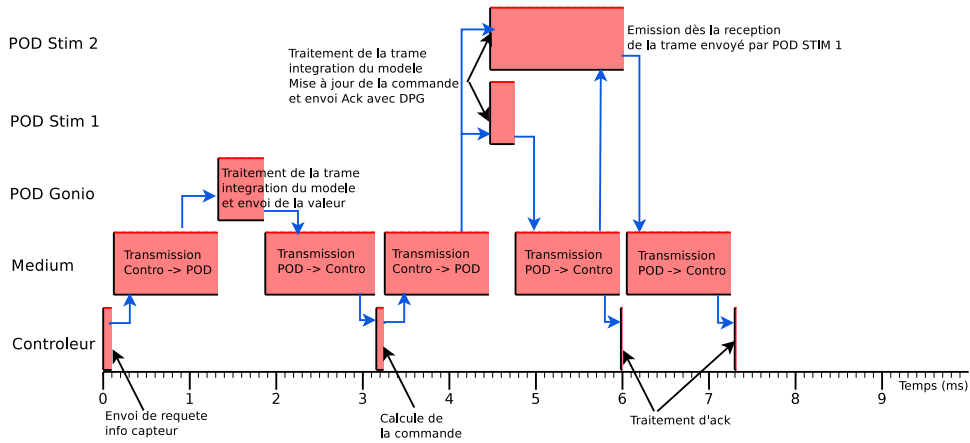 POD Stim 2
POD Stim 1
POD Gonio
Medium
Controleur
Traitement de la trame
integration du modele
Mise à jour de la commande
et envoi Ack avec DPG
Emission dès la reception
de la trame envoyé par POD STIM 1
Traitement de la trame
integration du modele
et envoi de la valeur
Transmission
Contro -> POD
Transmission
POD -> Contro
Transmission
Contro -> POD
Transmission
POD -> Contro
Transmission
POD -> Contro
0 1 2 3 4 5 6 7 8 9
Temps (ms)
Envoi de requete
info capteur
Calcule de
la commande
Traitement d'ack